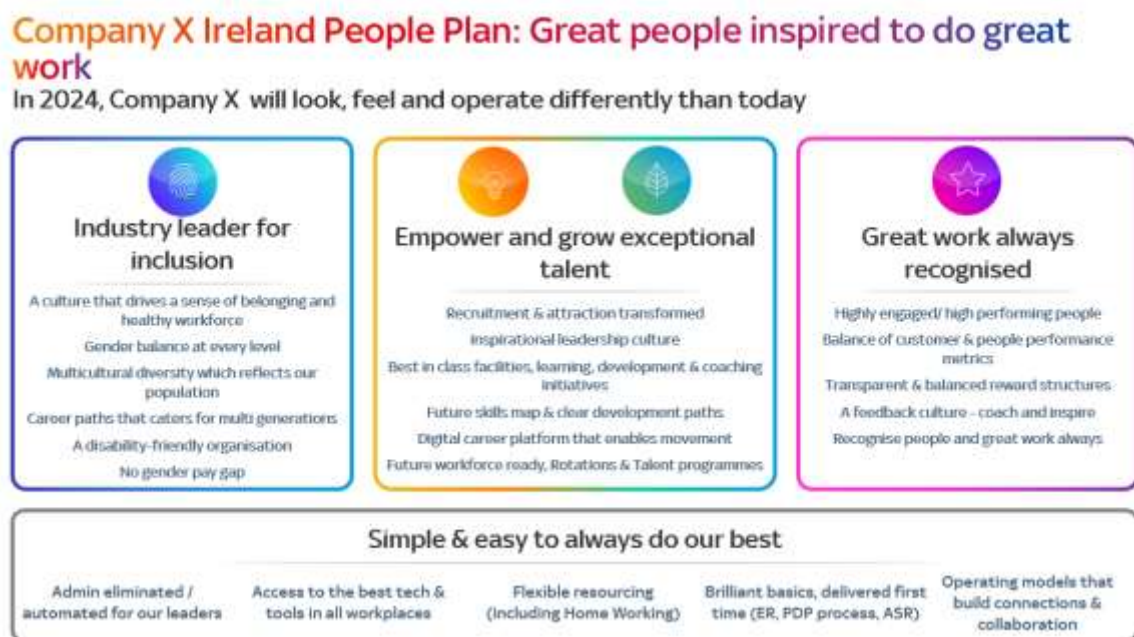 Company X Ireland People Plan: Great people inspired to do great
work
In 2024, Company X will look, feel and operate differently than today
Industry leader for
inclusion
A culture that drives a sense of belonging and
healthy workforce
Gender balance at every level
Multicultural diversity which reflects our
population
Career paths that caters for multi generations
A disability-friendly organisation
No gender pay gap
Empower and grow exceptional
talent
Recruitment & attraction transformed
Inspirational leadership culture
Best in class facilities, learning, development & coaching
initiatives
Future skills map & clear development paths
Digital career platform that enables movement
Future workforce ready, Rotations & Talent programmes
Great work always
recognised
Highly engaged/ high performing people
Balance of customer & people performance
metrics
Transparent & balanced reward structures
A feedback culture - coach and inspire
Recognise people and great work always
Simple & easy to always do our best
Admin eliminated /
automated for our leaders
Access to the best tech &
tools in all workplaces
Flexible resourcing
(Including Home Working)
Brilliant basics, delivered first
time (ER, PDP process, ASR)
Operating models that
build connections &
collaboration